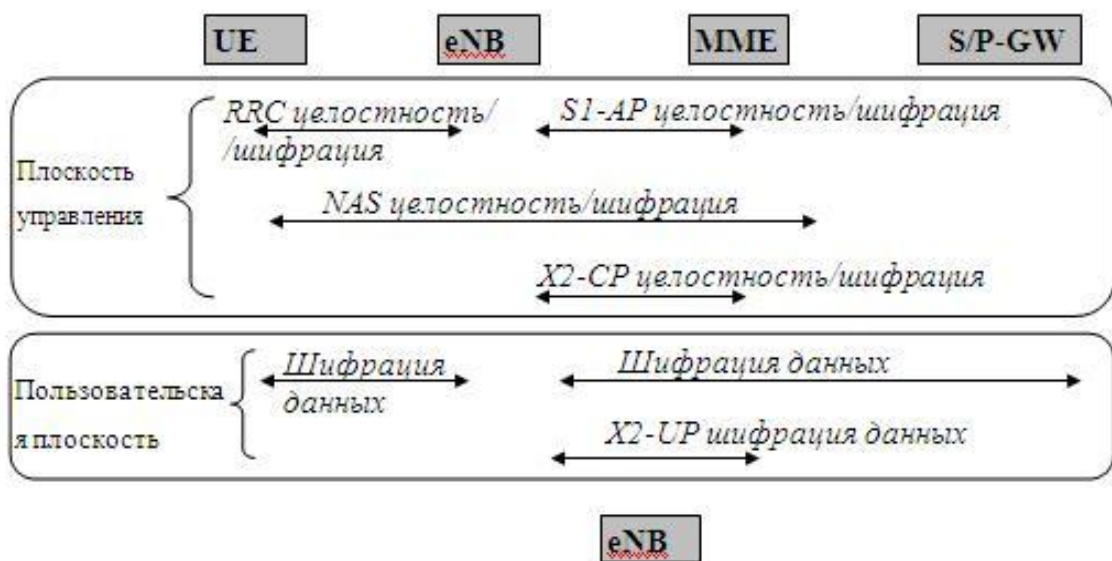 UE eNB MME S/P-GW
RRC целостность/ S1-AP целостность/шифрация
/шифрация
Плоскость
управления
NAS целостность/шифрация
X2-CP целостность/шифрация
Шифрация Шифрация данных
данных
Пользовательска
я плоскость
X2-UP шифрация данных
eNB